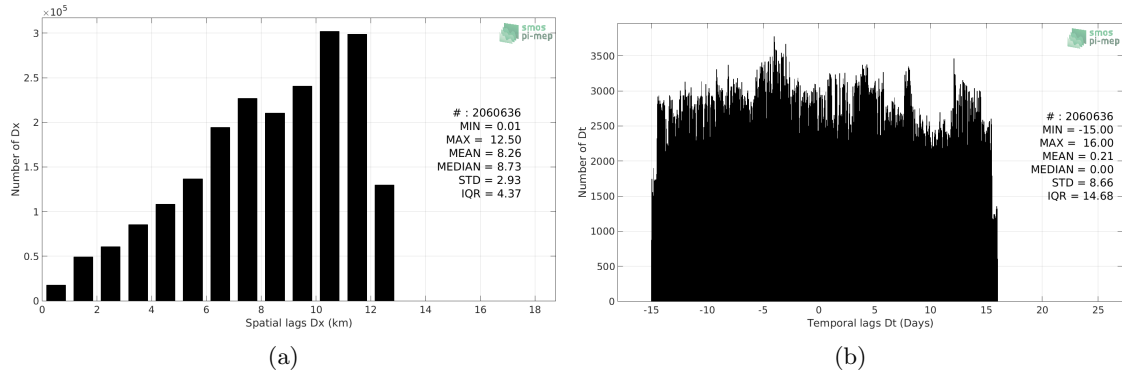 ×10⁵
3
2.5
2
1.5
1
0.5
0
Number of Dx
0 2 4 6 8 10 12 14 16 18
Spatial lags Dx (km)
smos
pi-mep
# : 2060636
MIN = 0.01
MAX = 12.50
MEAN = 8.26
MEDIAN = 8.73
STD = 2.93
IQR = 4.37
(a)
3500
3000
2500
2000
1500
1000
500
0
Number of Dt
-15 -10 -5 0 5 10 15 20 25
Temporal lags Dt (Days)
smos
pi-mep
# : 2060636
MIN = -15.00
MAX = 16.00
MEAN = 0.21
MEDIAN = 0.00
STD = 8.66
IQR = 14.68
(b)